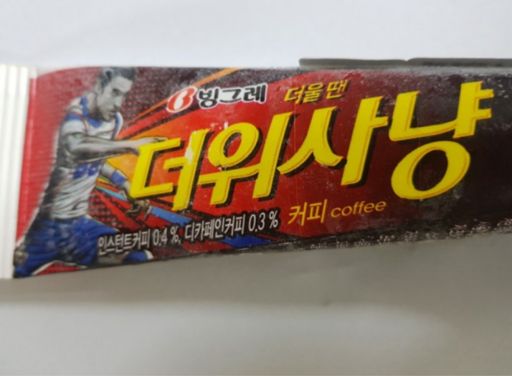 빙그레 더울 땐
더위사냥
커피 coffee
인스턴트커피 0.4 %, 디카페인커피 0.3 %